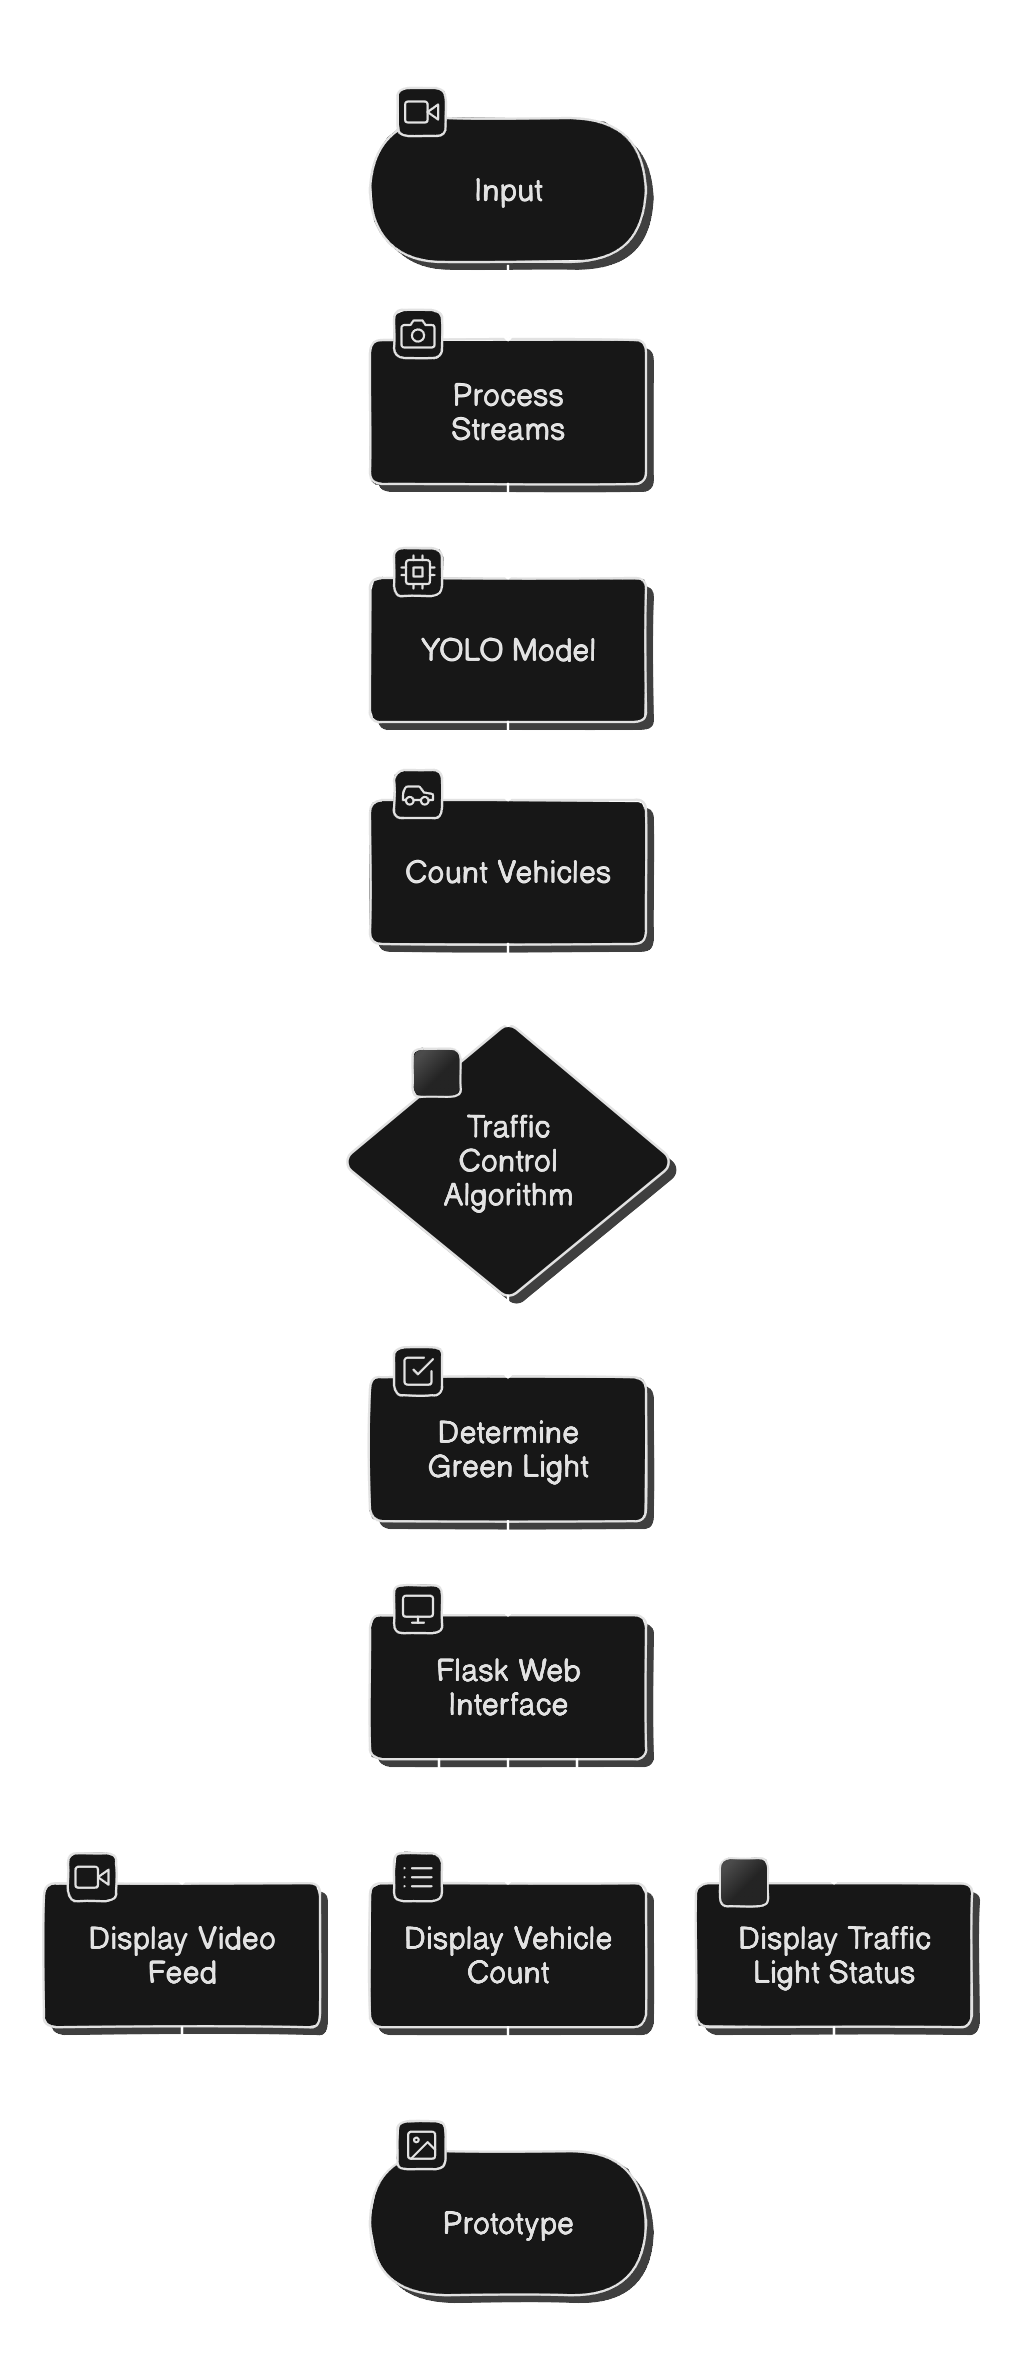 Input
Process
Streams
YOLO Model
Count Vehicles
Traffic
Control
Algorithm
Determine
Green Light
Flask Web
Interface
Display Video
Feed
Display Vehicle
Count
Display Traffic
Light Status
Prototype